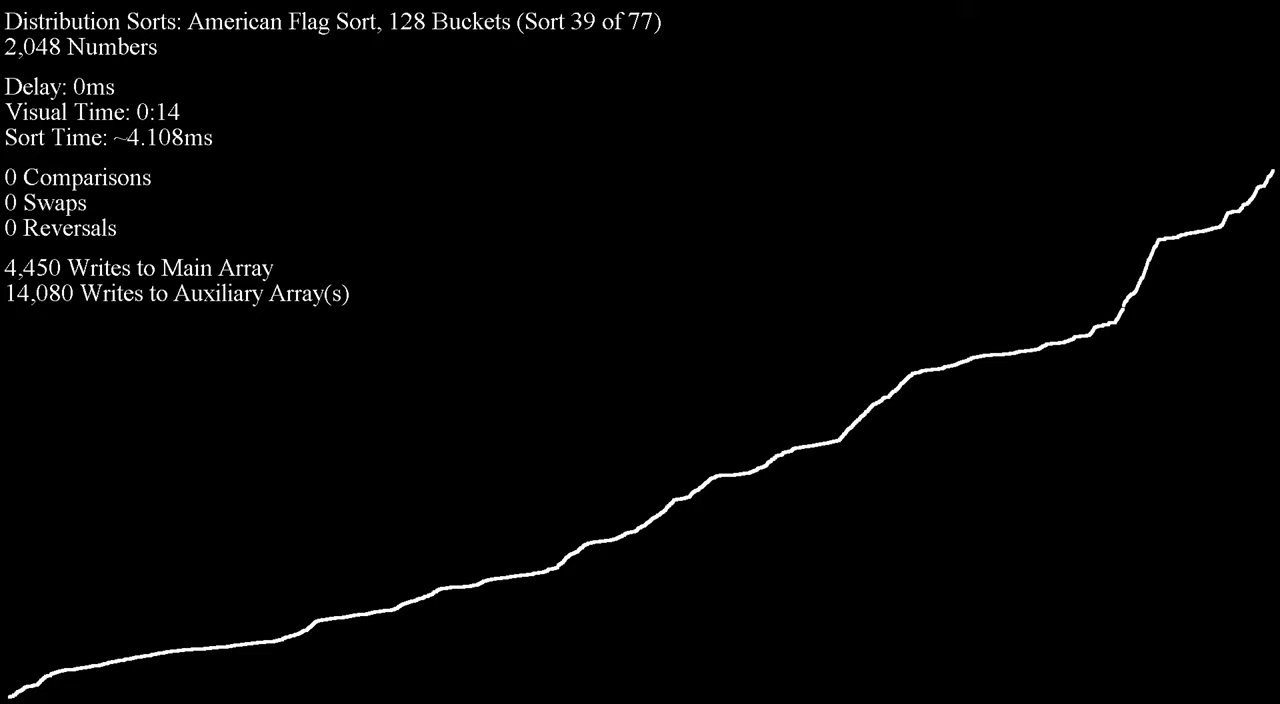 Distribution Sorts: American Flag Sort, 128 Buckets (Sort 39 of 77)
2,048 Numbers
Delay: 0ms
Visual Time: 0:14
Sort Time: ~4.108ms
0 Comparisons
0 Swaps
0 Reversals
4,450 Writes to Main Array
14,080 Writes to Auxiliary Array(s)